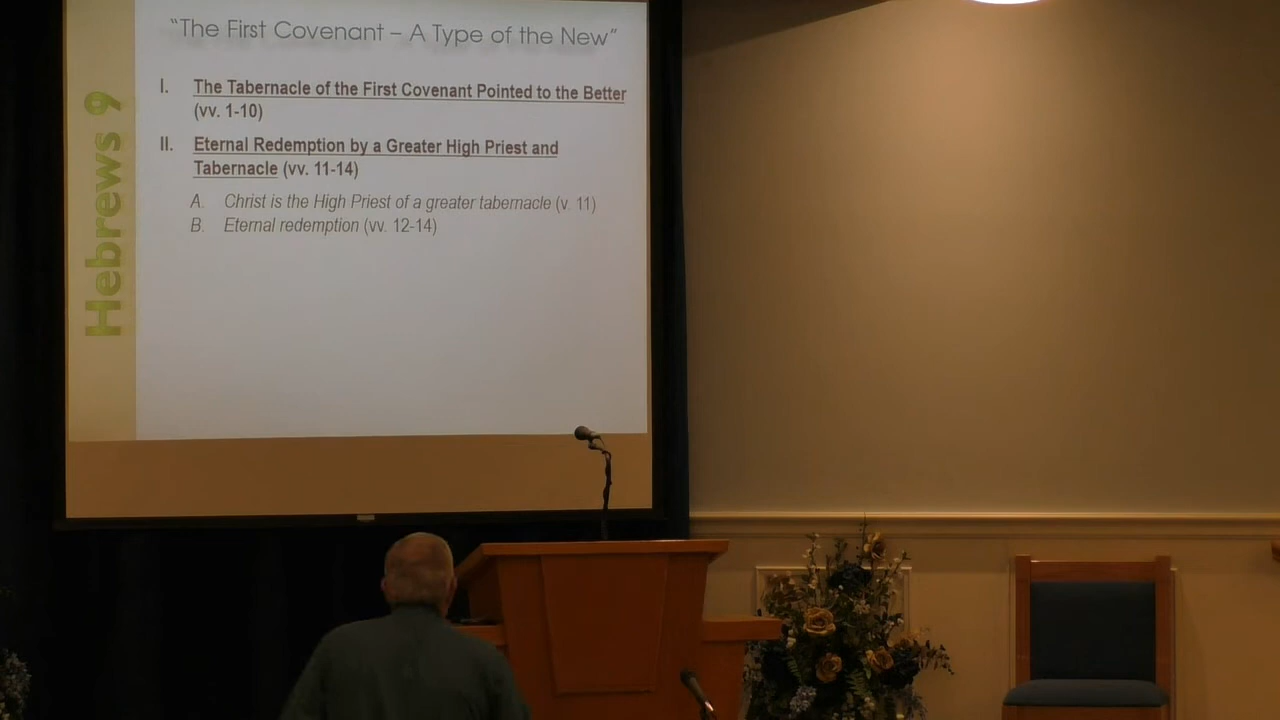 "The First Covenant – A Type of the New"
Hebrews 9
I. The Tabernacle of the First Covenant Pointed to the Better
(vv. 1-10)
II. Eternal Redemption by a Greater High Priest and
Tabernacle (vv. 11-14)
A. Christ is the High Priest of a greater tabernacle (v. 11)
B. Eternal redemption (vv. 12-14)